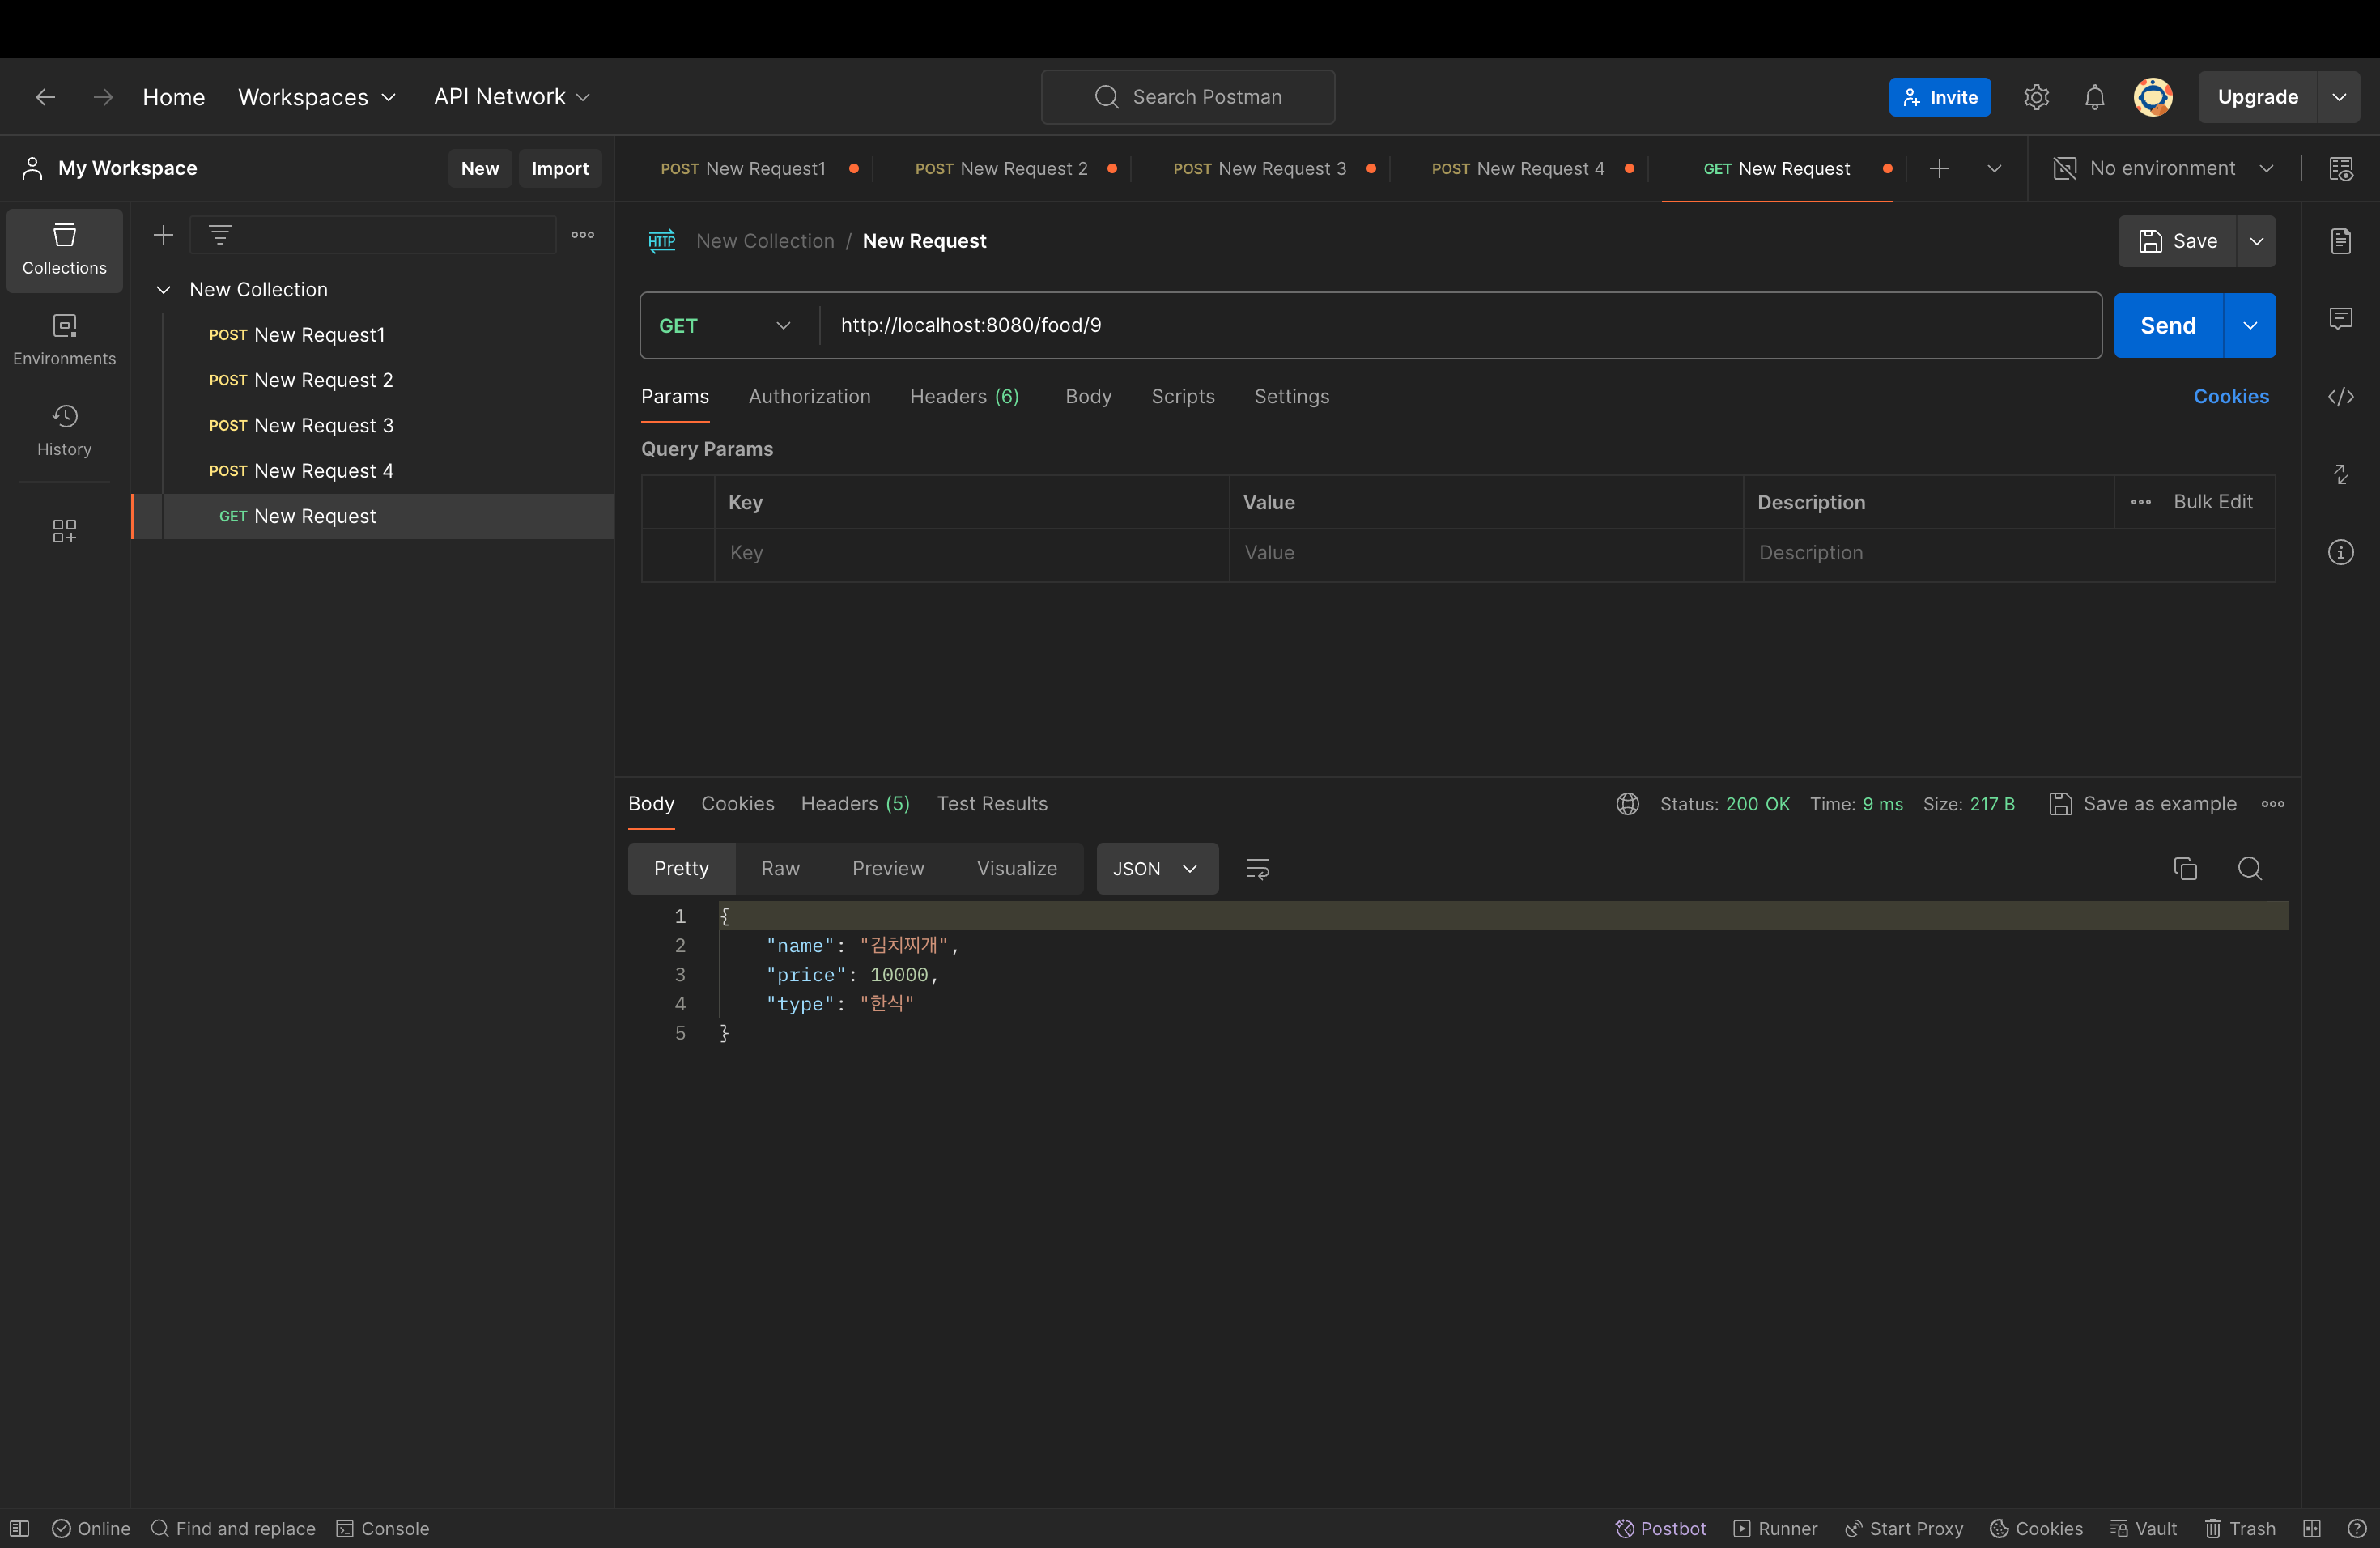 Home Workspaces API Network Search Postman Invite Upgrade
My Workspace New Import
POST New Request1 POST New Request 2 POST New Request 3 POST New Request 4 GET New Request No environment
Collections
Environments
History
New Collection
POST New Request1
POST New Request 2
POST New Request 3
POST New Request 4
GET New Request
HTTP New Collection / New Request Save
GET http://localhost:8080/food/9 Send
Params Authorization Headers (6) Body Scripts Settings Cookies
Query Params
Key Value Description Bulk Edit
Key Value Description
Body Cookies Headers (5) Test Results Status: 200 OK Time: 9 ms Size: 217 B Save as example
Pretty Raw Preview Visualize JSON
1 {
2 "name": "김치찌개",
3 "price": 10000,
4 "type": "한식"
5 }
Online Find and replace Console Postbot Runner Start Proxy Cookies Vault Trash